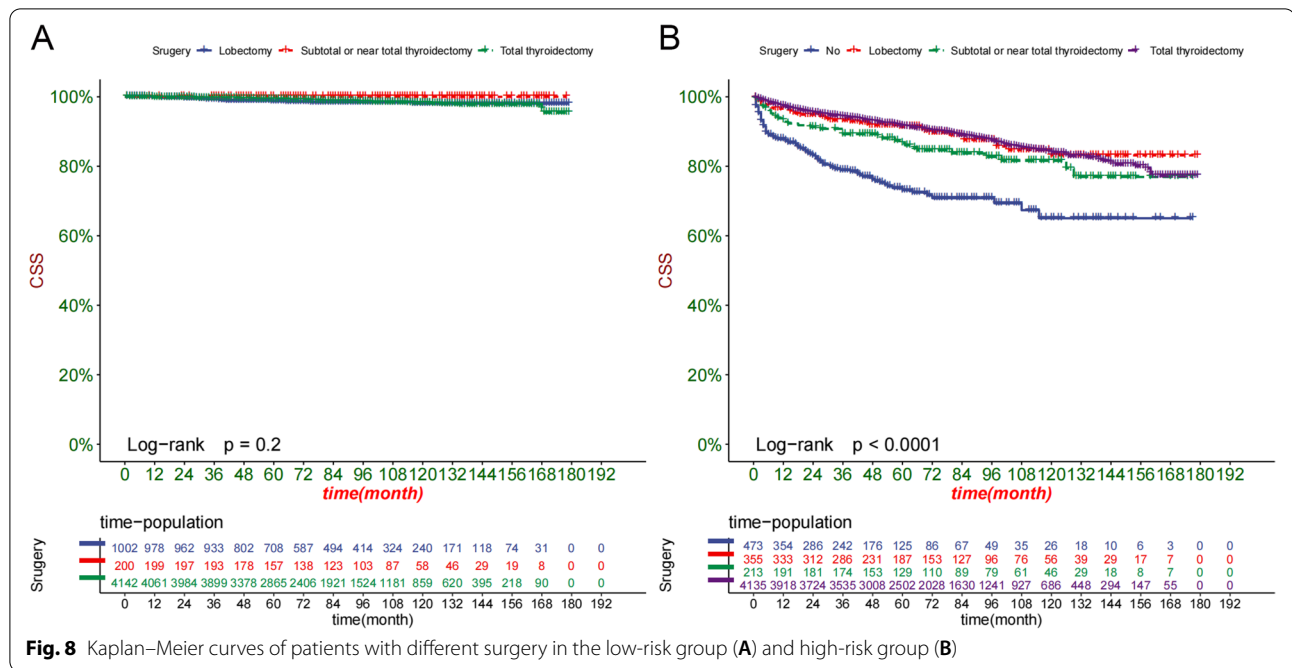 A
Srugery Lobectomy Subtotal or near total thyroidectomy Total thyroidectomy
100%
80%
60%
40%
20%
0%
CSS
Log-rank p = 0.2
0 12 24 36 48 60 72 84 96 108 120 132 144 156 168 180 192
time(month)
time-population
Srugery
1002 978 962 933 802 708 587 494 414 324 240 171 118 74 31 0 0
200 199 197 193 178 157 138 123 103 87 58 46 29 19 8 0 0
4142 4061 3984 3899 3378 2865 2406 1921 1524 1181 859 620 395 218 90 0 0
0 12 24 36 48 60 72 84 96 108 120 132 144 156 168 180 192
time(month)
B
Srugery No Lobectomy Subtotal or near total thyroidectomy Total thyroidectomy
100%
80%
60%
40%
20%
0%
CSS
Log-rank p < 0.0001
0 12 24 36 48 60 72 84 96 108 120 132 144 156 168 180 192
time(month)
time-population
Srugery
473 354 286 242 176 125 86 67 49 35 26 18 10 6 3 0 0
355 333 312 286 231 187 153 127 96 76 56 39 29 17 7 0 0
213 191 181 174 153 129 110 89 79 61 46 29 18 8 7 0 0
4135 3918 3724 3535 3008 2502 2028 1630 1241 927 686 448 294 147 55 0 0
0 12 24 36 48 60 72 84 96 108 120 132 144 156 168 180 192
time(month)
Fig. 8 Kaplan–Meier curves of patients with different surgery in the low-risk group (A) and high-risk group (B)